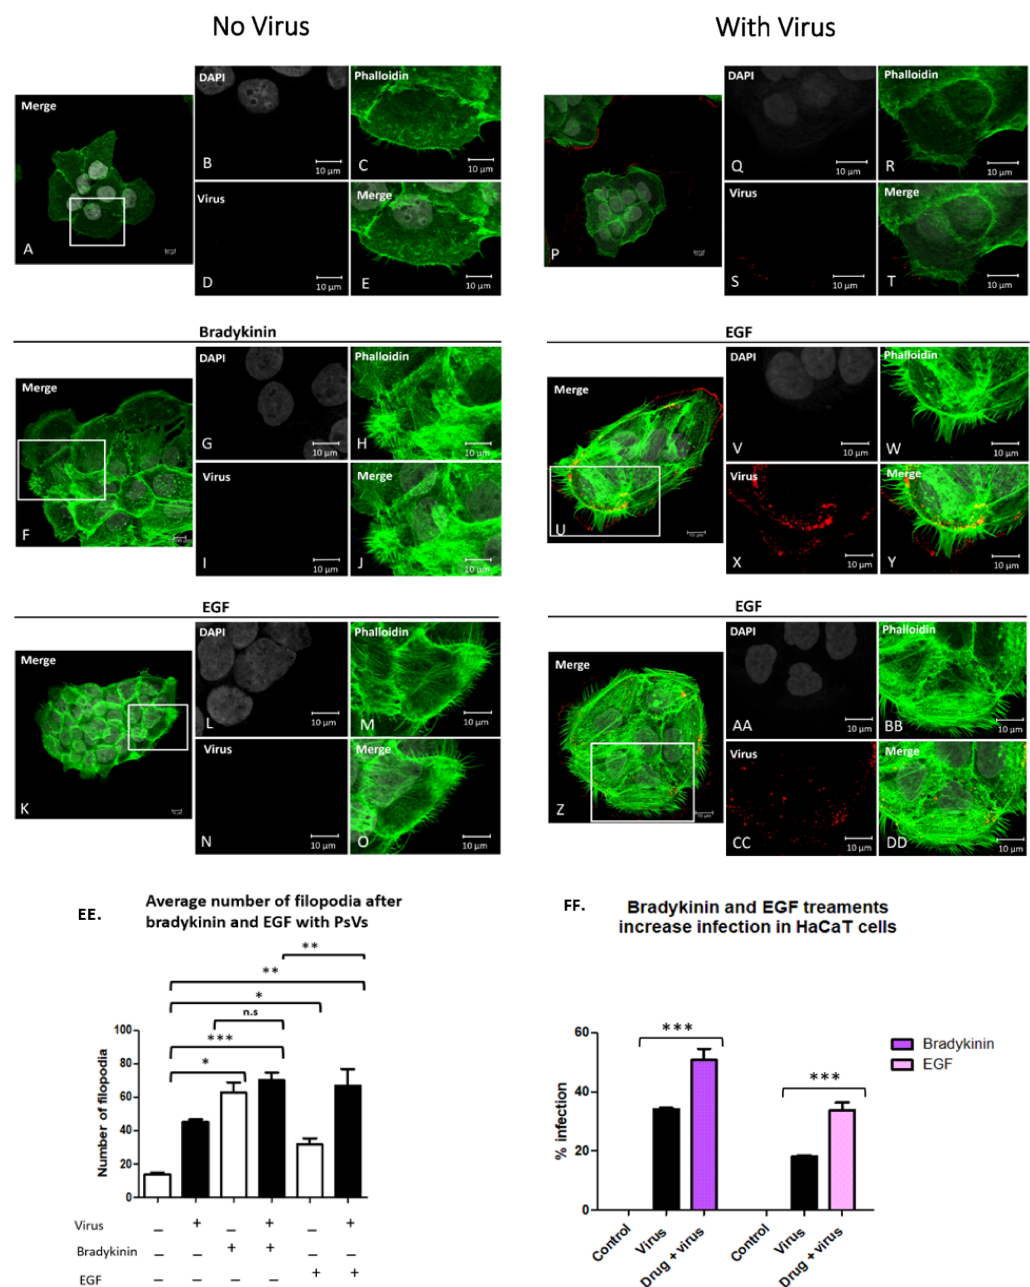 No Virus
With Virus
Merge
A
DAPI
B
10 µm
Phalloidin
C
10 µm
Virus
D
10 µm
Merge
E
10 µm
P
DAPI
Q
10 µm
Phalloidin
R
10 µm
Virus
S
10 µm
Merge
T
10 µm
Bradykinin
Merge
F
DAPI
G
10 µm
Phalloidin
H
10 µm
Virus
I
10 µm
Merge
J
10 µm
EGF
Merge
U
DAPI
V
10 µm
Phalloidin
W
10 µm
Virus
X
10 µm
Merge
Y
10 µm
EGF
Merge
K
DAPI
L
10 µm
Phalloidin
M
10 µm
Virus
N
10 µm
Merge
O
10 µm
EGF
Merge
Z
DAPI
AA
10 µm
Phalloidin
BB
10 µm
Virus
CC
10 µm
Merge
DD
10 µm
EE.
Average number of filopodia after
bradykinin and EGF with PsVs
**
**
*
n.s
***
*
Number of filopodia
100
80
60
40
20
0
Virus – + – + – +
Bradykinin – – + + – –
EGF – – – – + +
FF.
Bradykinin and EGF treaments
increase infection in HaCaT cells
***
***
Bradykinin
EGF
% infection
60
40
20
0
Control
Virus
Drug + virus
Control
Virus
Drug + virus